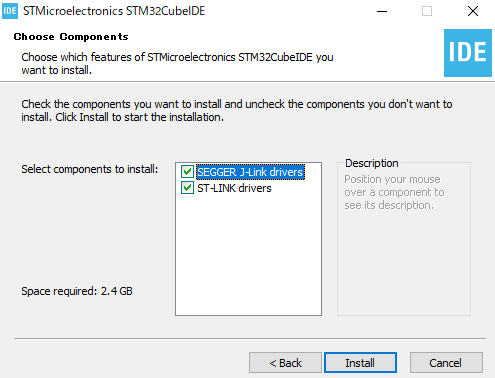 IDE STMicroelectronics STM32CubeIDE
Choose Components
Choose which features of STMicroelectronics STM32CubeIDE you
want to install.
IDE
Check the components you want to install and uncheck the components you don't want to
install. Click Install to start the installation.
Select components to install:
SEGGER J-Link drivers
ST-LINK drivers
Description
Position your mouse
over a component to
see its description.
Space required: 2.4 GB
< Back Install Cancel